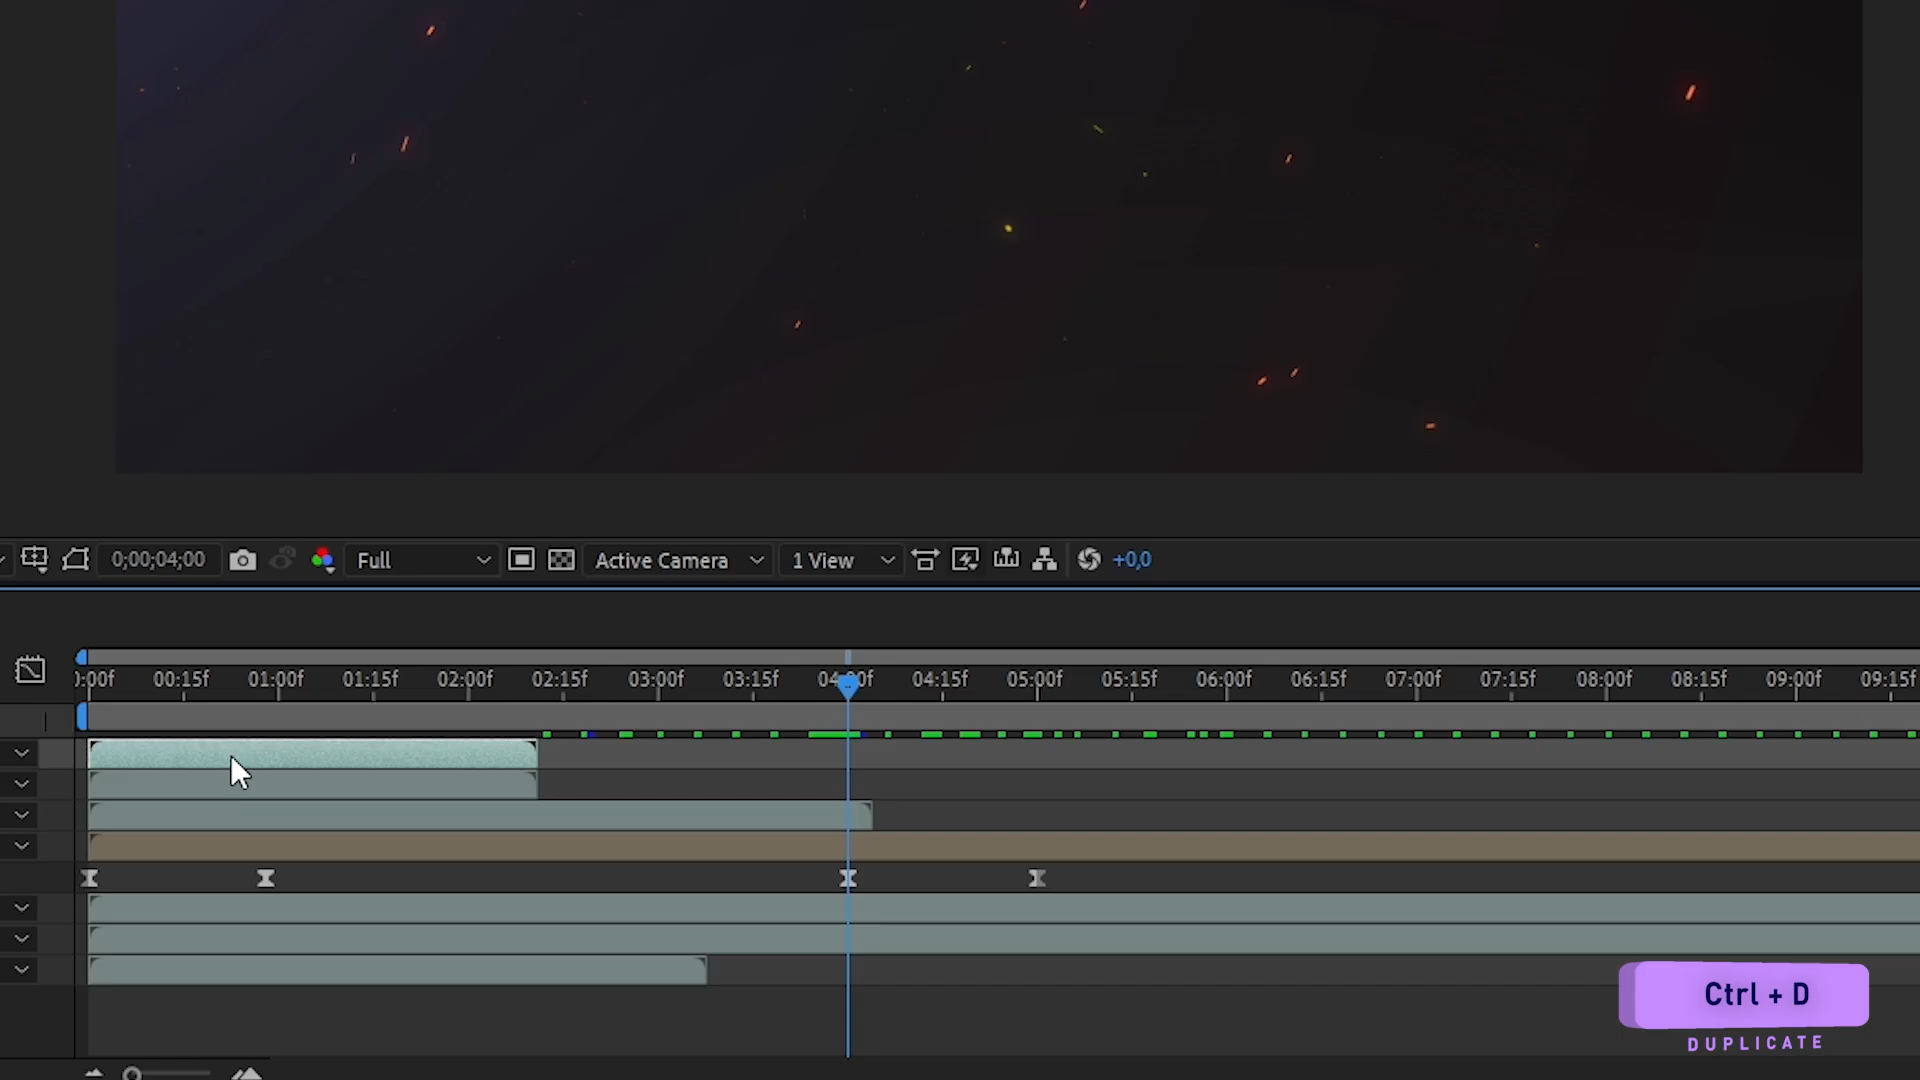 0;00;04;00 Full Active Camera 1 View +0,0
:00f 00:15f 01:00f 01:15f 02:00f 02:15f 03:00f 03:15f 04:00f 04:15f 05:00f 05:15f 06:00f 06:15f 07:00f 07:15f 08:00f 08:15f 09:00f 09:15f
Ctrl + D
DUPLICATE